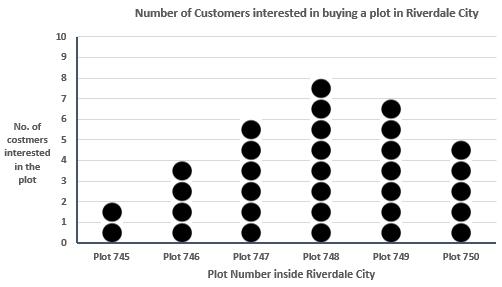 Number of Customers interested in buying a plot in Riverdale City
10
9
8
7
6
5
4
3
2
1
0
No. of
costmers
interested
in the
plot
Plot 745 Plot 746 Plot 747 Plot 748 Plot 749 Plot 750
Plot Number inside Riverdale City